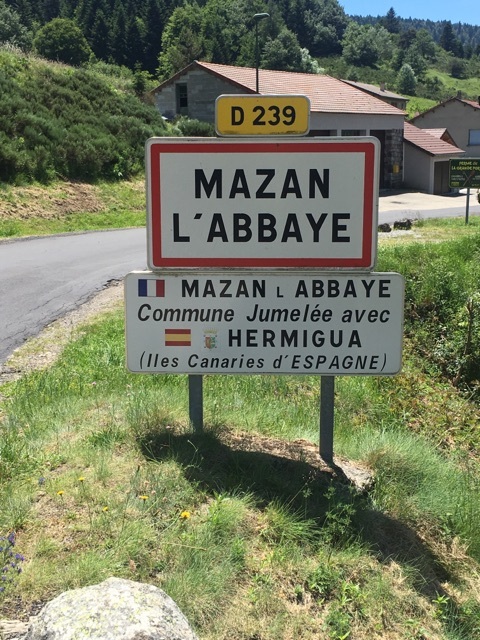 D 239
MAZAN
L'ABBAYE
MAZAN L ABBAYE
Commune Jumelée avec
HERMIGUA
(Iles Canaries d'ESPAGNE)